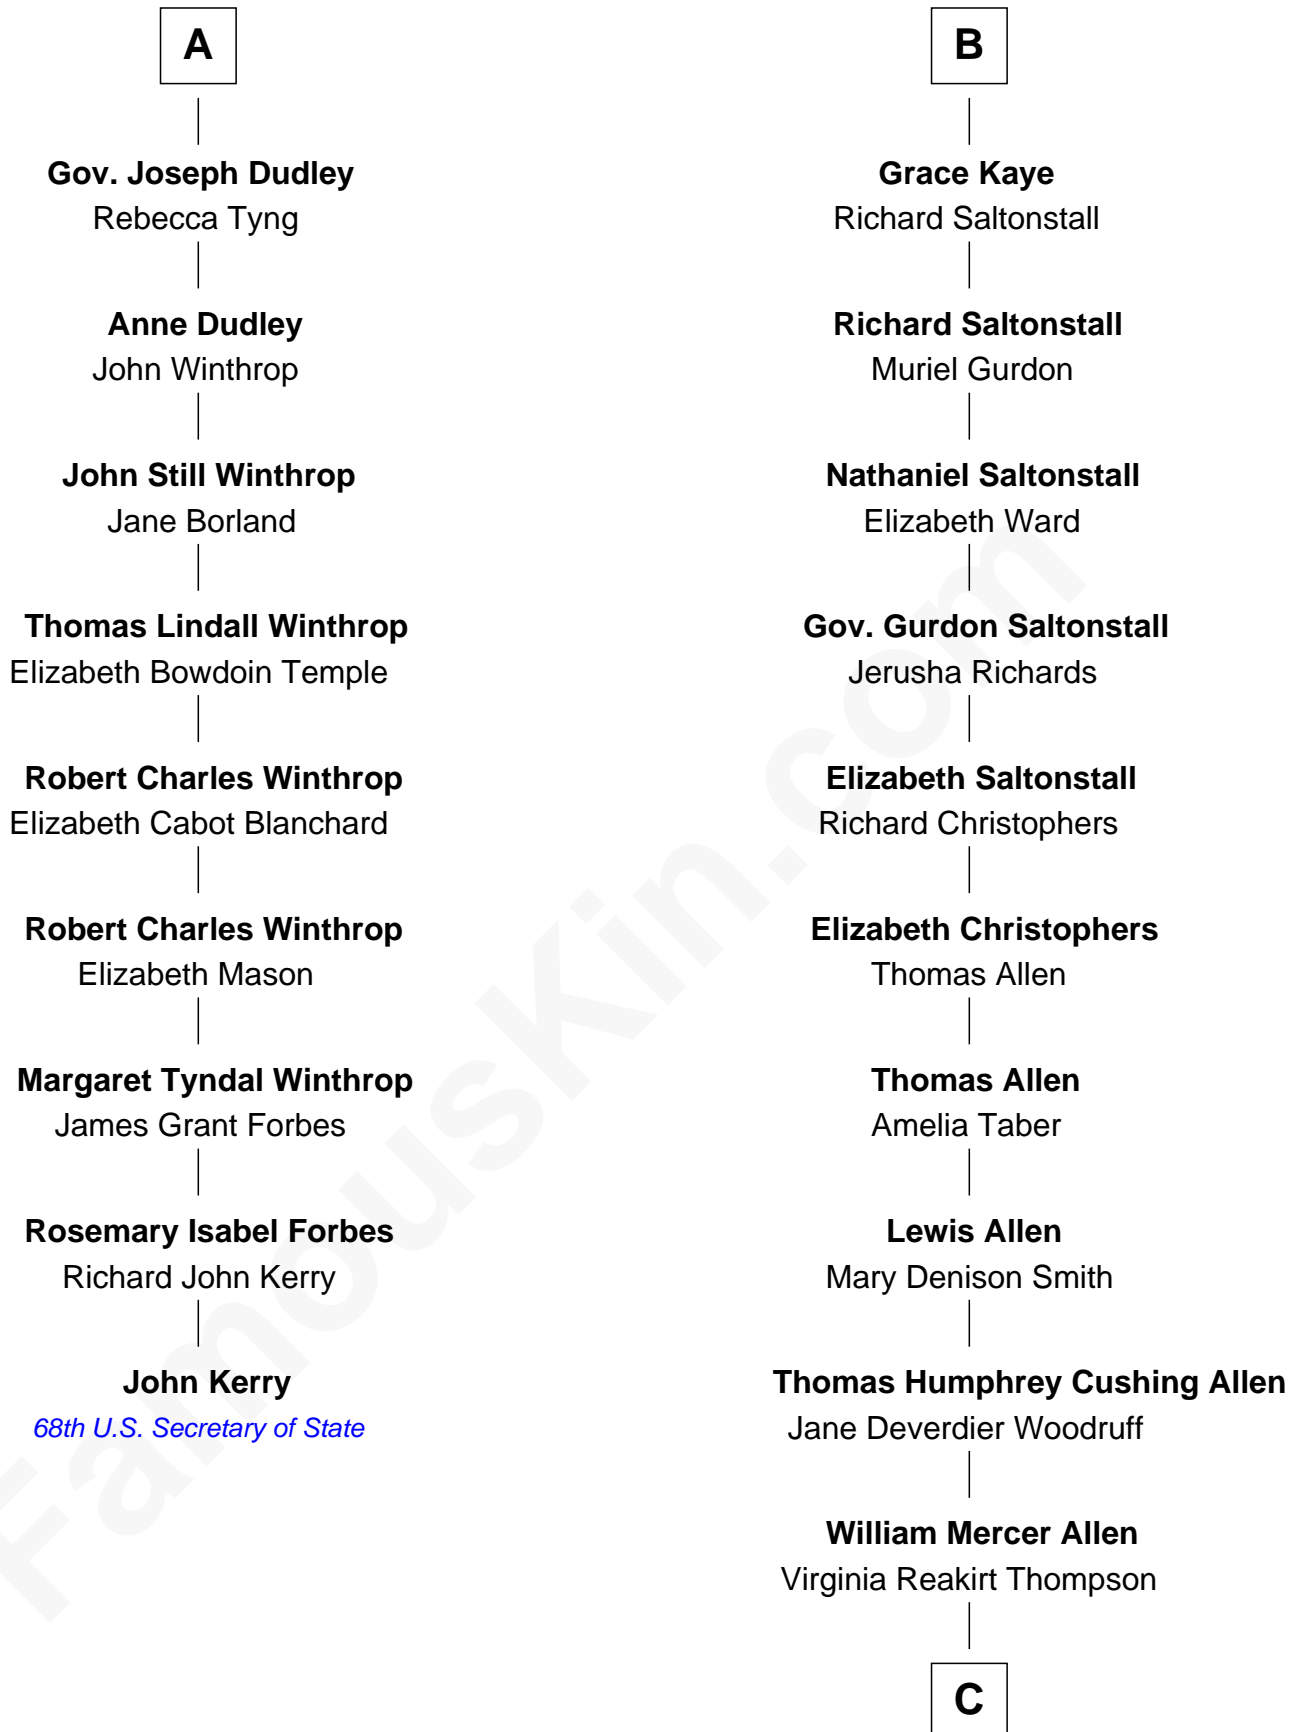 A
Gov. Joseph Dudley
Rebecca Tyng
Anne Dudley
John Winthrop
John Still Winthrop
Jane Borland
Thomas Lindall Winthrop
Elizabeth Bowdoin Temple
Robert Charles Winthrop
Elizabeth Cabot Blanchard
Robert Charles Winthrop
Elizabeth Mason
Margaret Tyndal Winthrop
James Grant Forbes
Rosemary Isabel Forbes
Richard John Kerry
John Kerry
68th U.S. Secretary of State
B
Grace Kaye
Richard Saltonstall
Richard Saltonstall
Muriel Gurdon
Nathaniel Saltonstall
Elizabeth Ward
Gov. Gurdon Saltonstall
Jerusha Richards
Elizabeth Saltonstall
Richard Christophers
Elizabeth Christophers
Thomas Allen
Thomas Allen
Amelia Taber
Lewis Allen
Mary Denison Smith
Thomas Humphrey Cushing Allen
Jane Deverdier Woodruff
William Mercer Allen
Virginia Reakirt Thompson
C
FamousKin.com